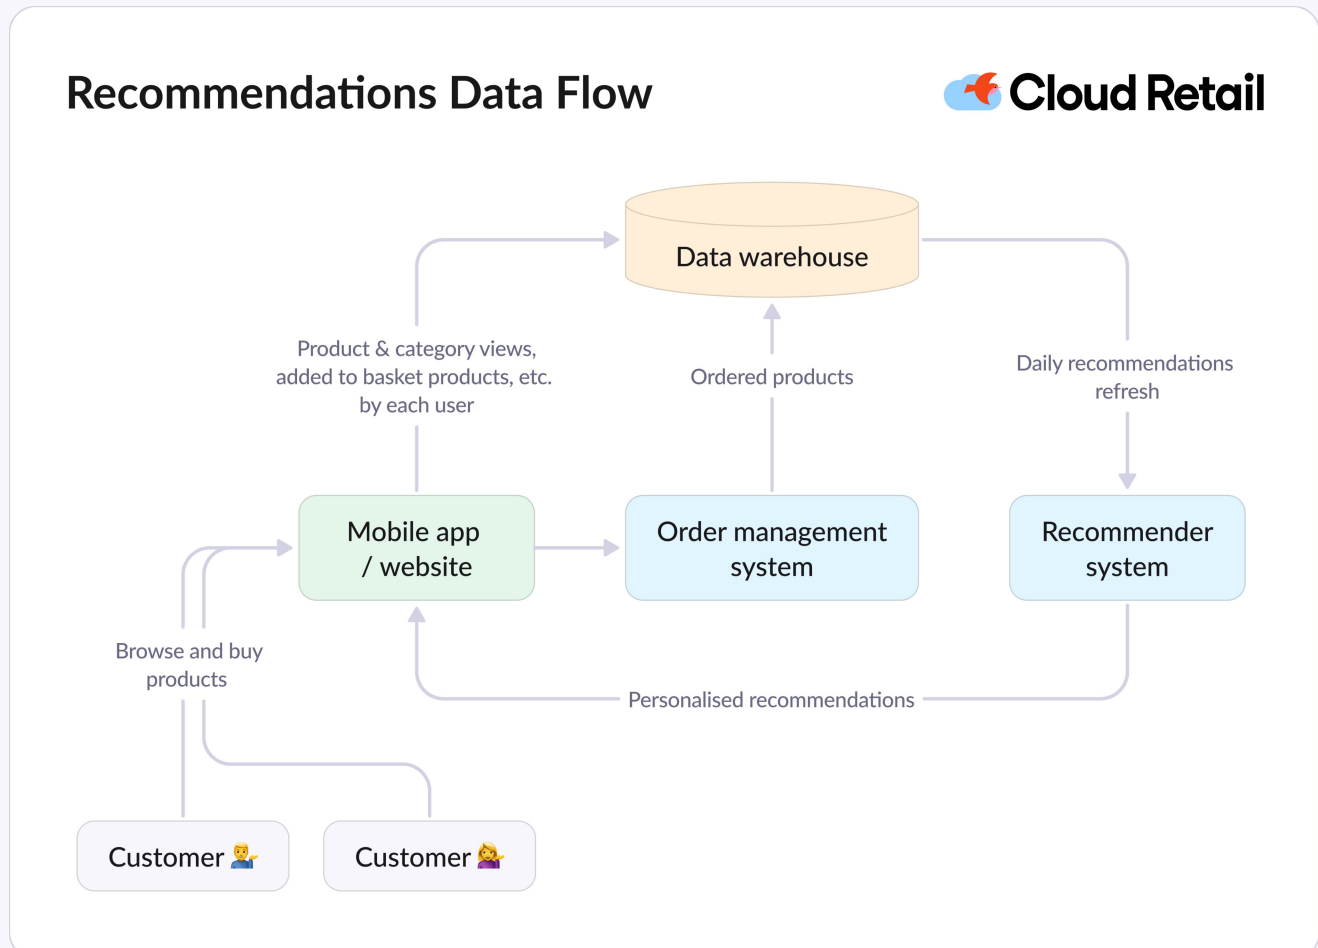 Recommendations Data Flow
Cloud Retail
Data warehouse
Product & category views,
added to basket products, etc.
by each user
Ordered products
Daily recommendations
refresh
Mobile app
/ website
Order management
system
Recommender
system
Browse and buy
products
Personalised recommendations
Customer 💁‍♂️
Customer 💁‍♀️